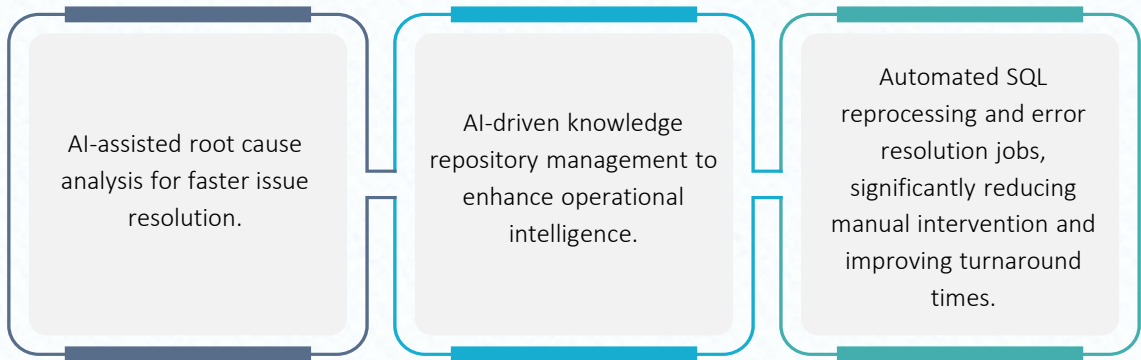 AI-assisted root cause
analysis for faster issue
resolution.
AI-driven knowledge
repository management to
enhance operational
intelligence.
Automated SQL
reprocessing and error
resolution jobs,
significantly reducing
manual intervention and
improving turnaround
times.